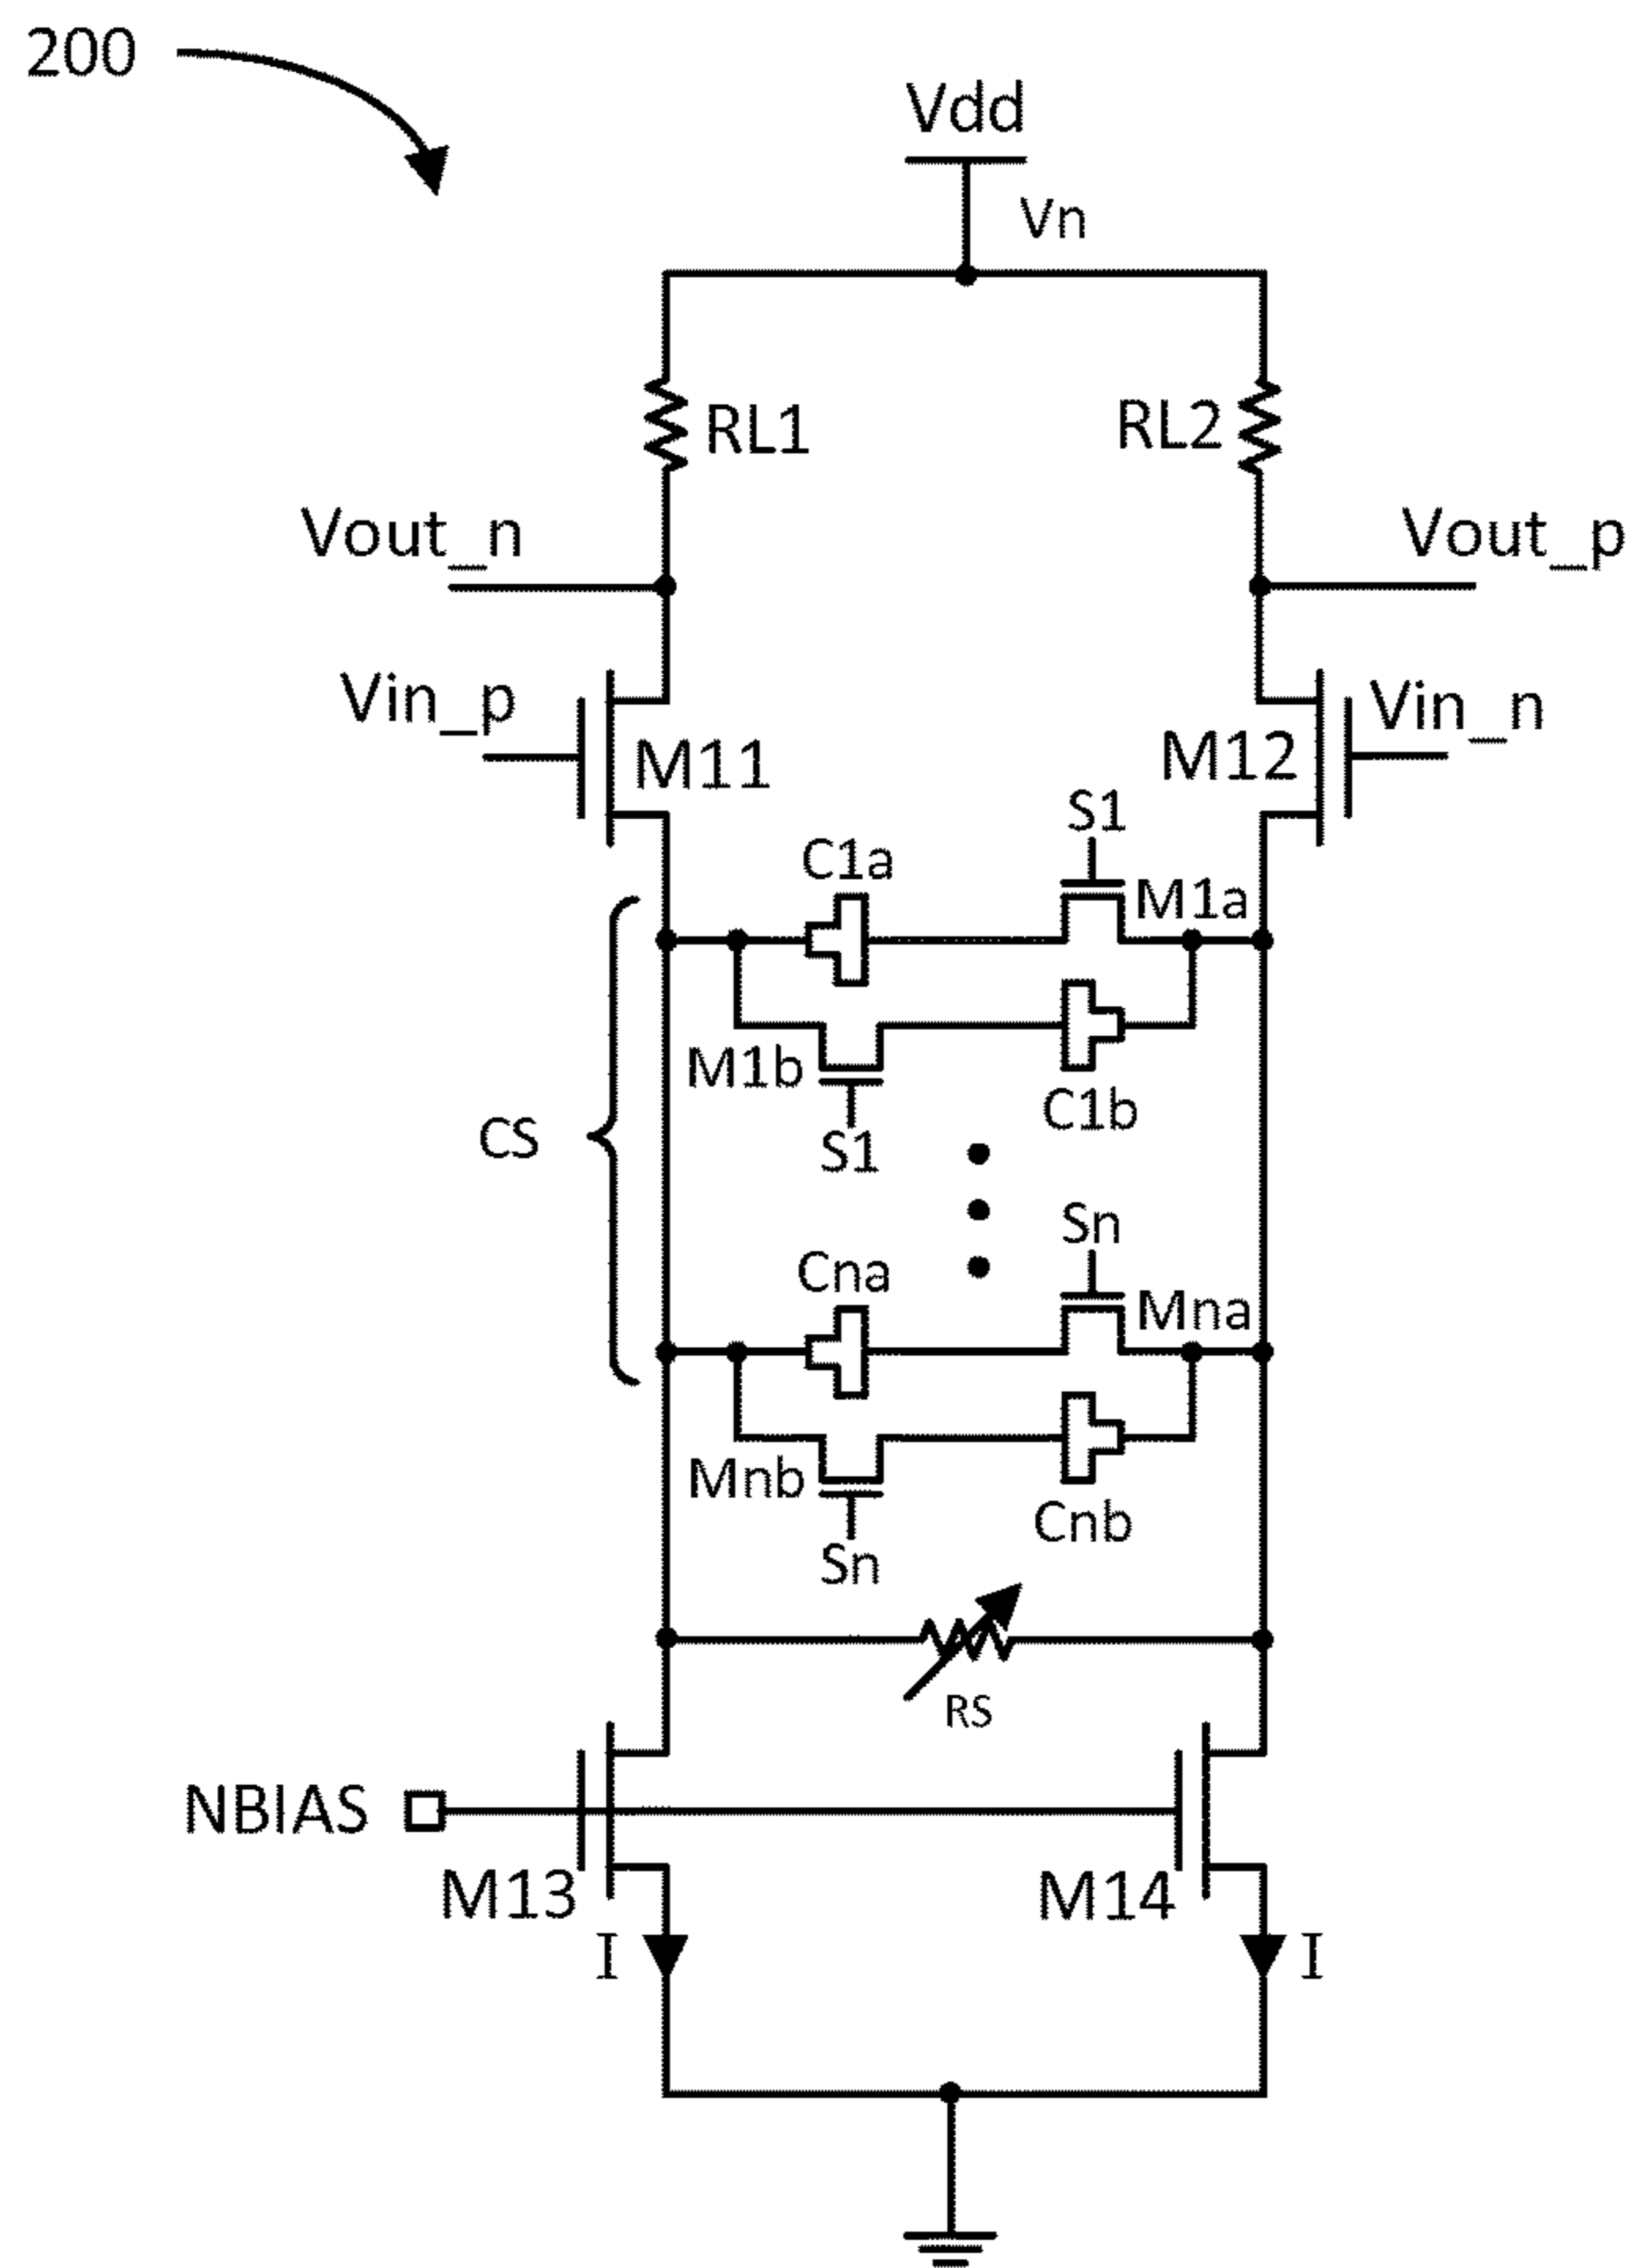 200
Vdd
Vn
RL1
RL2
Vout_n
Vout_p
Vin_p
Vin_n
M11
M12
S1
C1a
M1a
M1b
C1b
CS
S1
Sn
Cna
Mna
Mnb
Cnb
Sn
RS
NBIAS
M13
M14
I
I